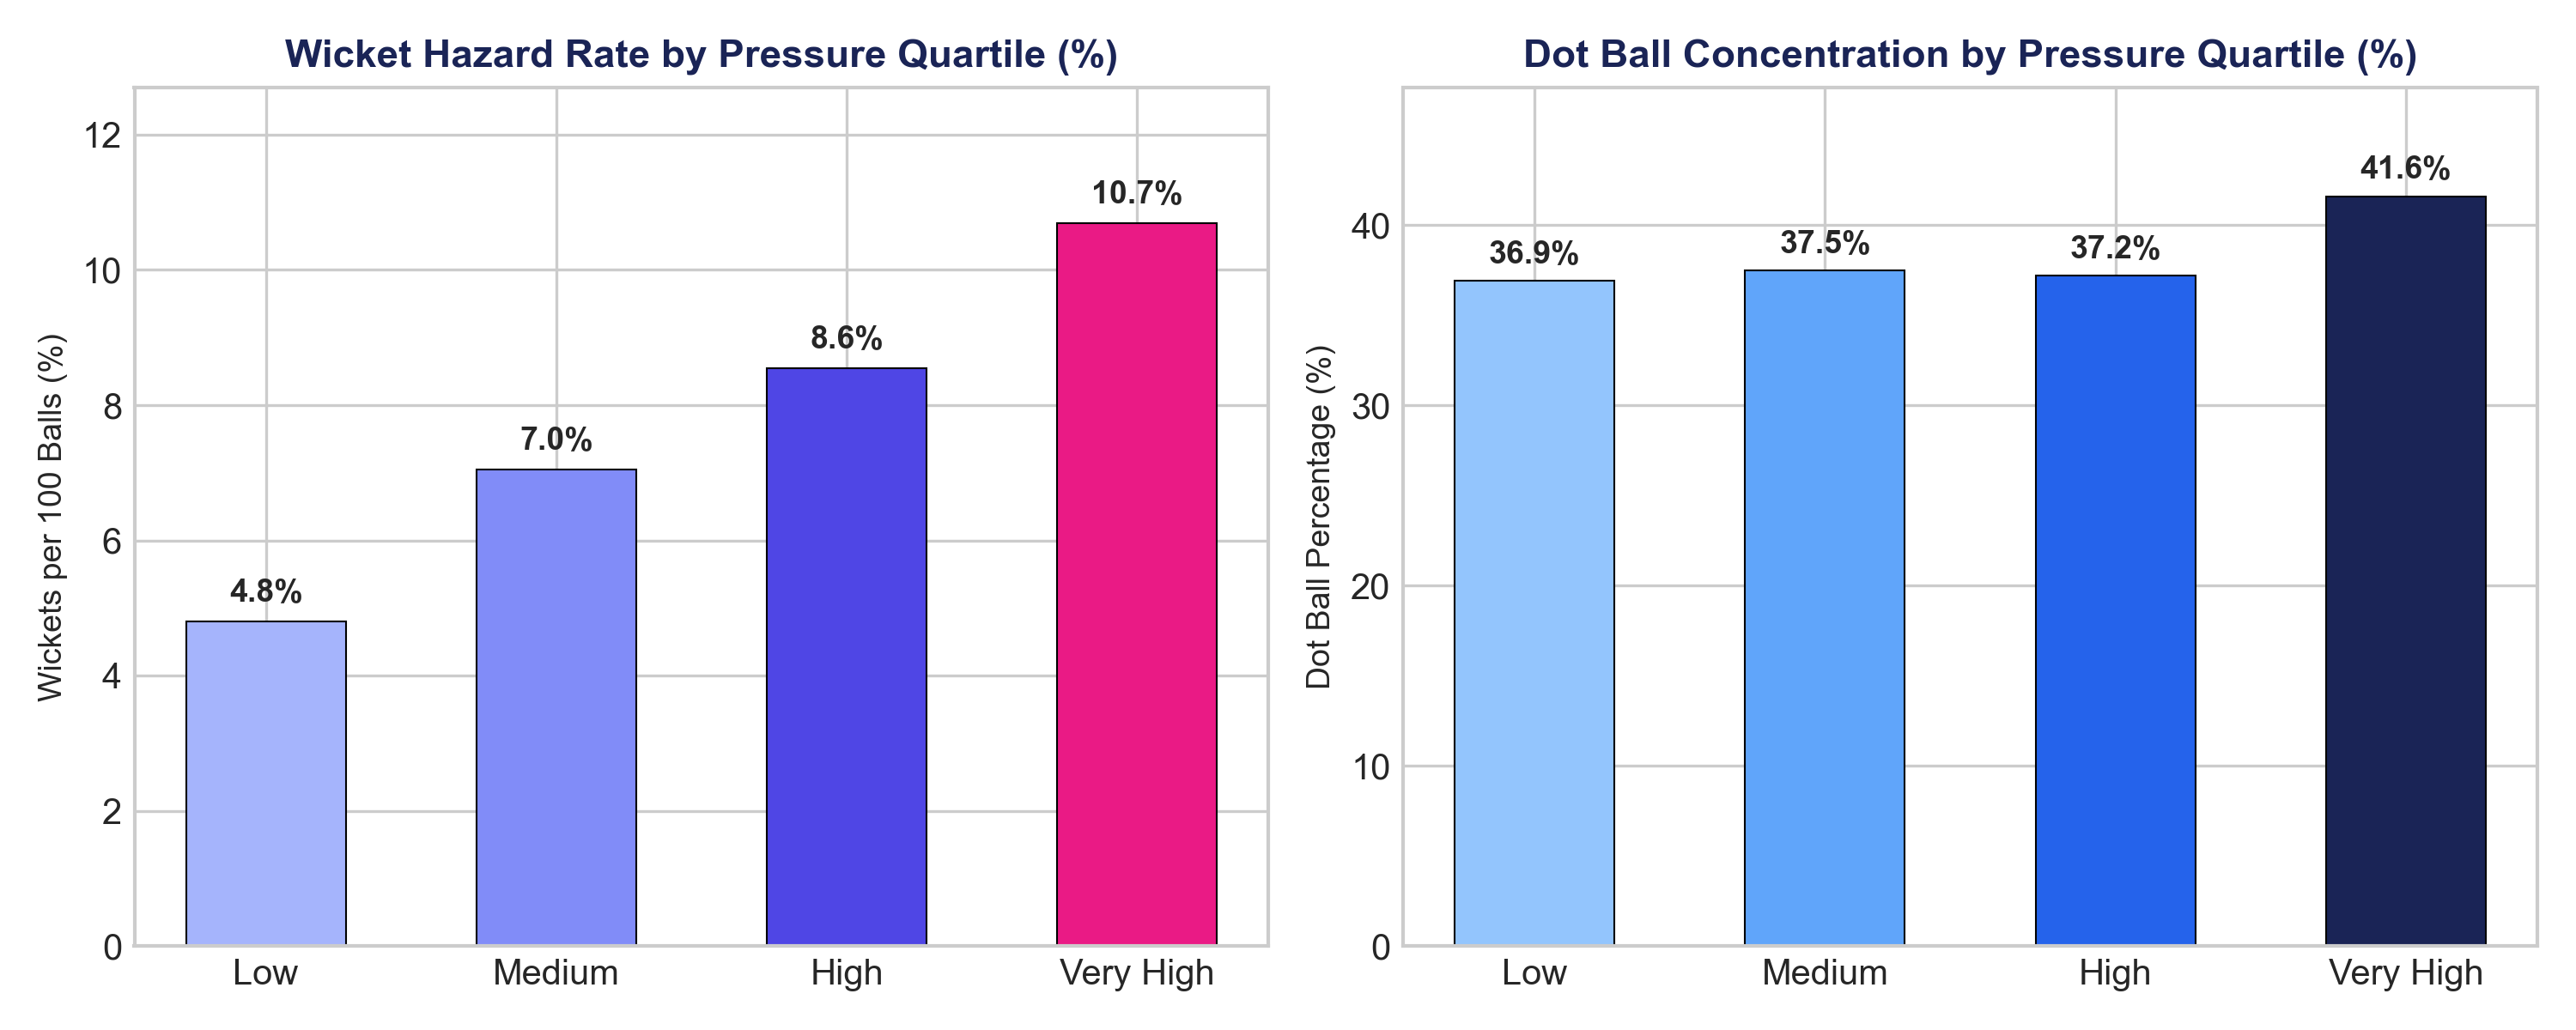 Wicket Hazard Rate by Pressure Quartile (%)
Wickets per 100 Balls (%)
12
10
8
6
4
2
0
4.8%
7.0%
8.6%
10.7%
Low
Medium
High
Very High
Dot Ball Concentration by Pressure Quartile (%)
Dot Ball Percentage (%)
40
30
20
10
0
36.9%
37.5%
37.2%
41.6%
Low
Medium
High
Very High